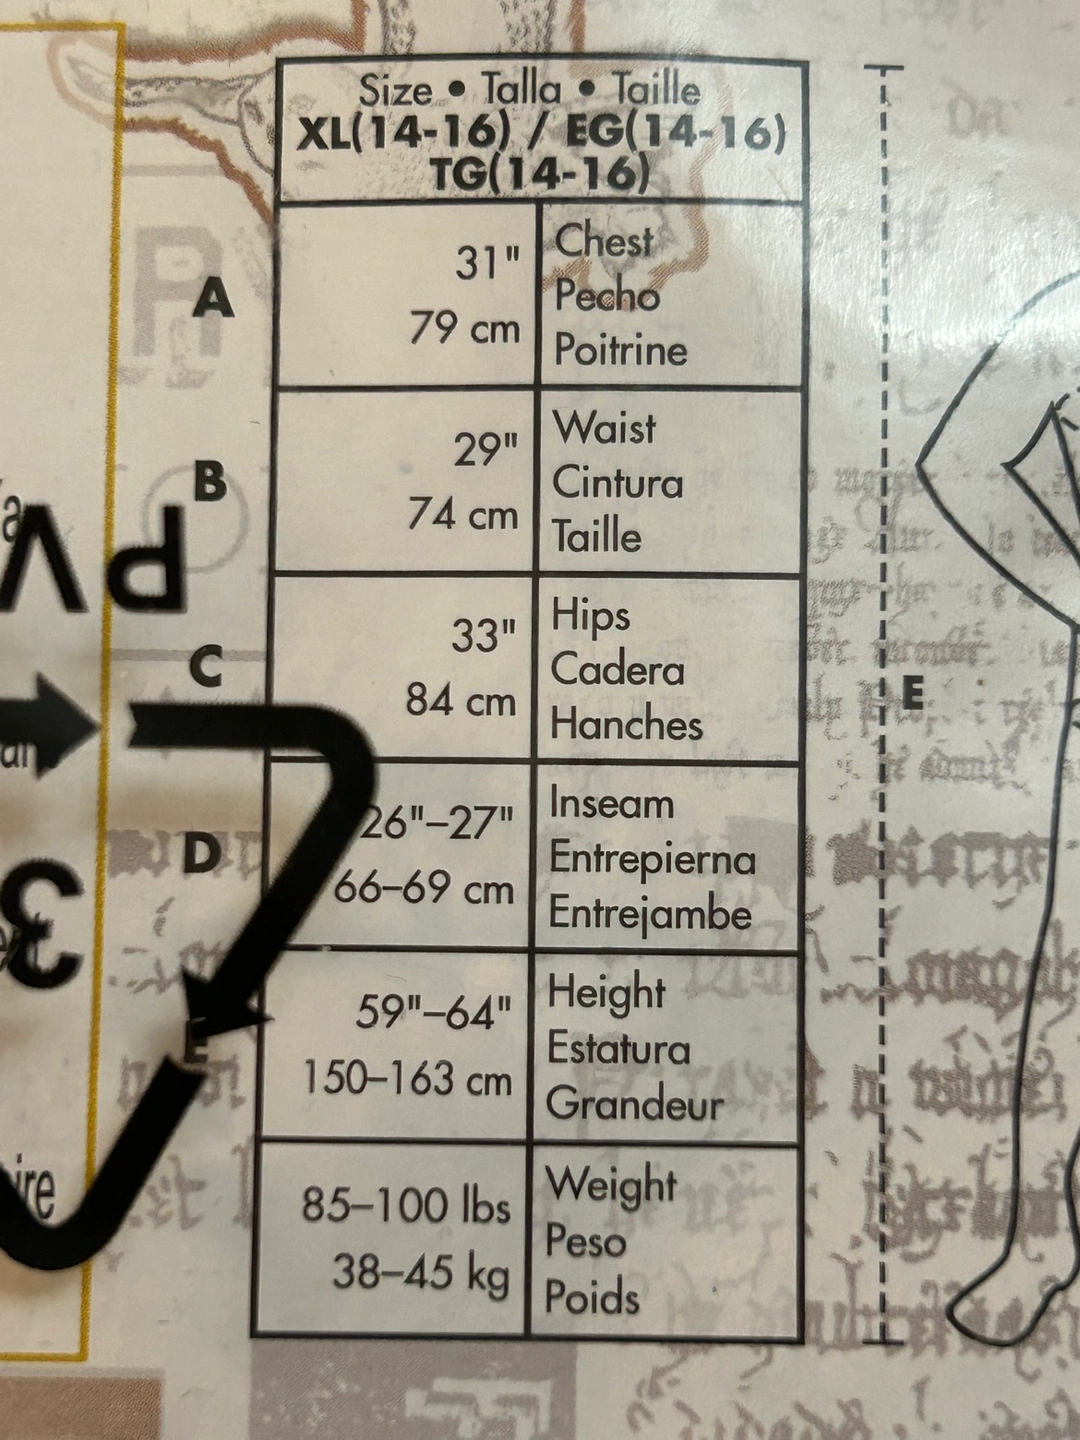 Size • Talla • Taille
XL(14-16) / EG(14-16)
TG(14-16)
A
31"
79 cm
Chest
Pecho
Poitrine
B
29"
74 cm
Waist
Cintura
Taille
C
33"
84 cm
Hips
Cadera
Hanches
D
26"–27"
66–69 cm
Inseam
Entrepierna
Entrejambe
E
59"–64"
150–163 cm
Height
Estatura
Grandeur
85–100 lbs
38–45 kg
Weight
Peso
Poids
E
PV
3